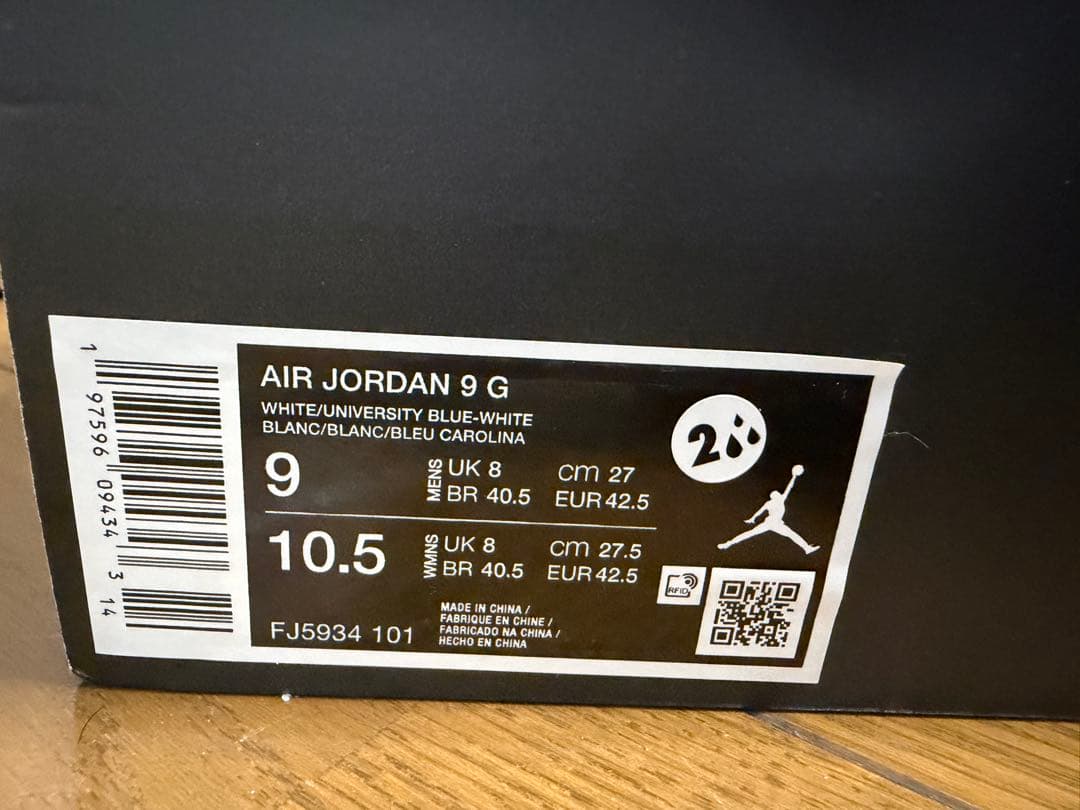 AIR JORDAN 9 G
WHITE/UNIVERSITY BLUE-WHITE
BLANC/BLANC/BLEU CAROLINA
9 MENS UK 8 cm 27
BR 40.5 EUR 42.5
10.5 WMNS UK 8 cm 27.5
BR 40.5 EUR 42.5
FJ5934 101
MADE IN CHINA /
FABRIQUE EN CHINE /
FABRICADO NA CHINA /
HECHO EN CHINA
2
RFID
1 97596 09434 3 14